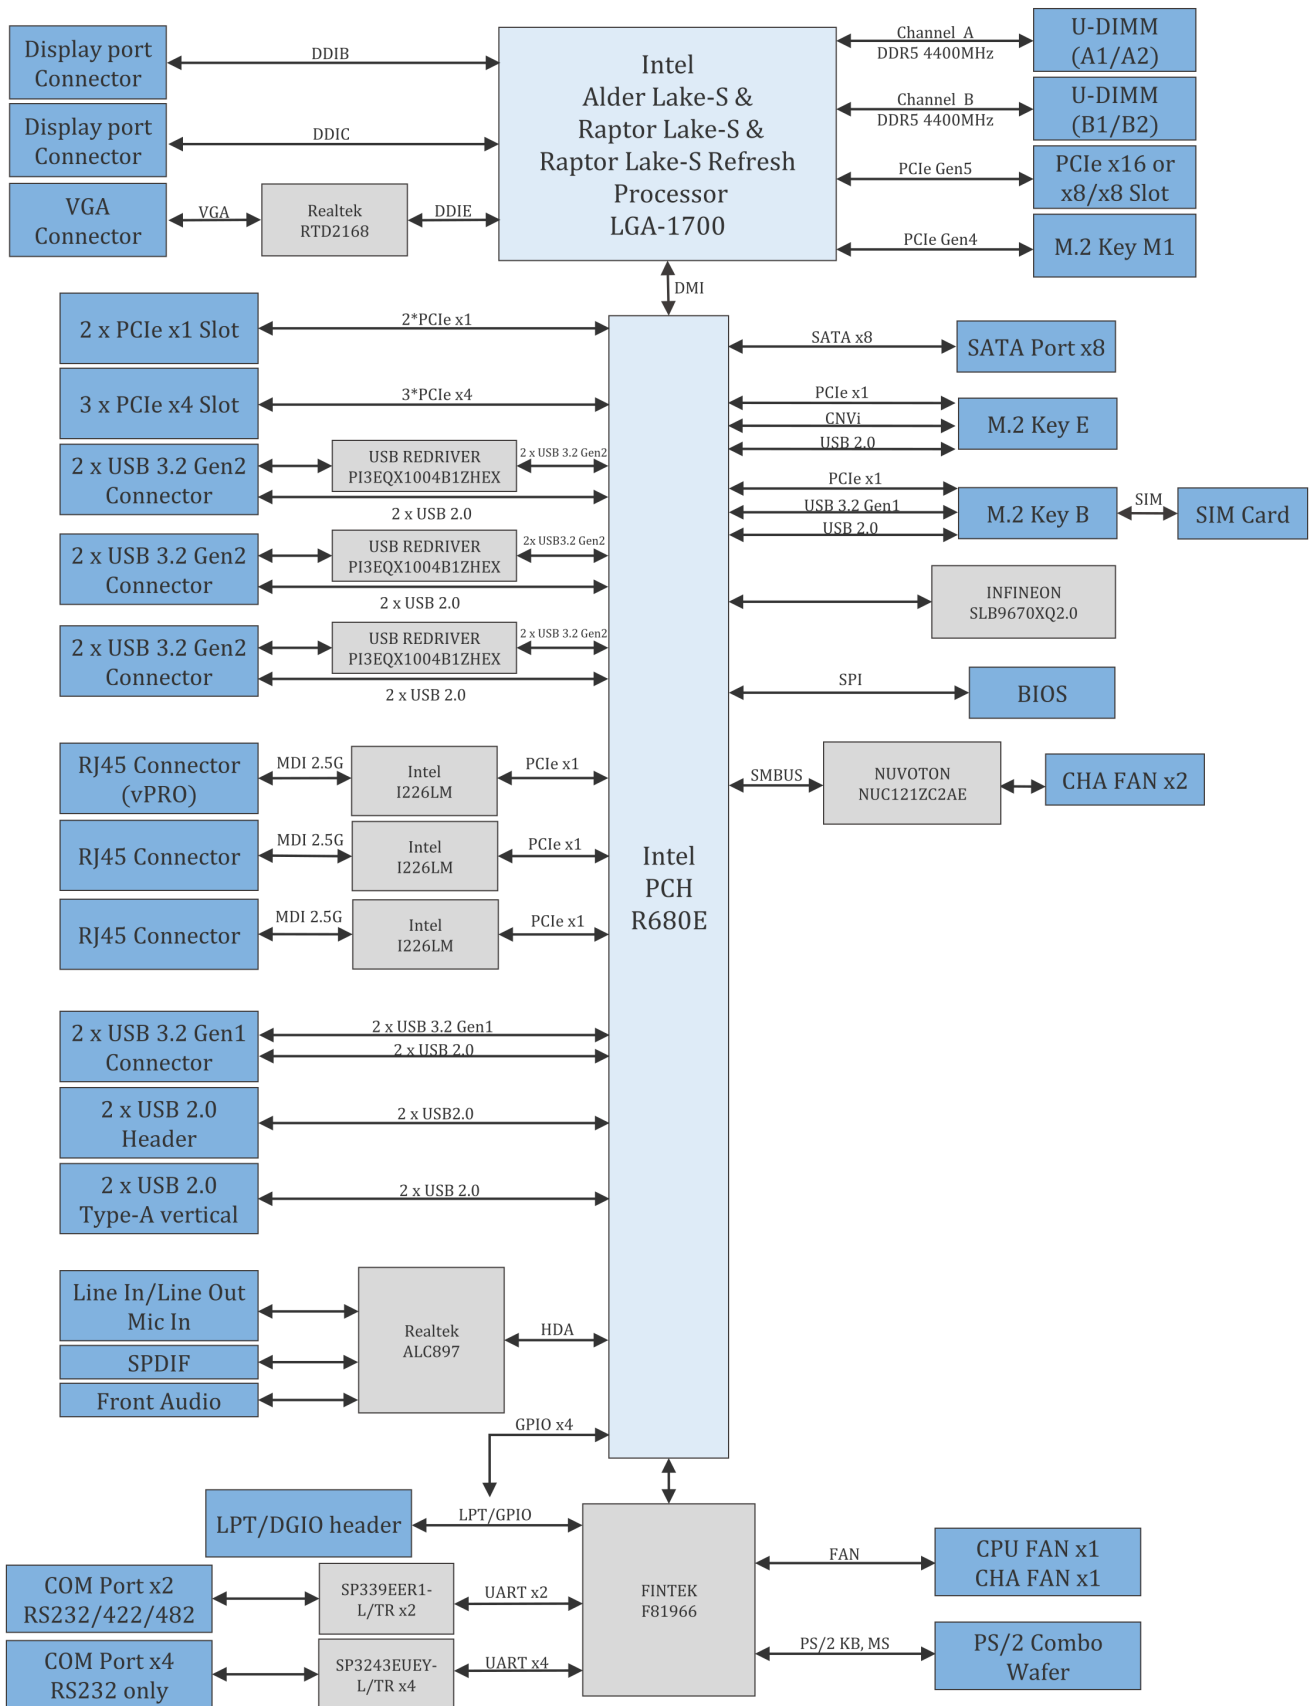 Display port
Connector
DDIB
Display port
Connector
DDIC
VGA
Connector
VGA
Realtek
RTD2168
DDIE
Intel
Alder Lake-S &
Raptor Lake-S &
Raptor Lake-S Refresh
Processor
LGA-1700
Channel A
DDR5 4400MHz
U-DIMM
(A1/A2)
Channel B
DDR5 4400MHz
U-DIMM
(B1/B2)
PCIe Gen5
PCIe x16 or
x8/x8 Slot
PCIe Gen4
M.2 Key M1
DMI
2 x PCIe x1 Slot
2*PCIe x1
3 x PCIe x4 Slot
3*PCIe x4
2 x USB 3.2 Gen2
Connector
USB REDRIVER
PI3EQX1004B1ZHEX
2 x USB 3.2 Gen2
2 x USB 2.0
2 x USB 3.2 Gen2
Connector
USB REDRIVER
PI3EQX1004B1ZHEX
2x USB3.2 Gen2
2 x USB 2.0
2 x USB 3.2 Gen2
Connector
USB REDRIVER
PI3EQX1004B1ZHEX
2 x USB 3.2 Gen2
2 x USB 2.0
RJ45 Connector
(vPRO)
MDI 2.5G
Intel
I226LM
PCIe x1
RJ45 Connector
MDI 2.5G
Intel
I226LM
PCIe x1
RJ45 Connector
MDI 2.5G
Intel
I226LM
PCIe x1
2 x USB 3.2 Gen1
Connector
2 x USB 3.2 Gen1
2 x USB 2.0
2 x USB 2.0
Header
2 x USB2.0
2 x USB 2.0
Type-A vertical
2 x USB 2.0
Line In/Line Out
Mic In
SPDIF
Front Audio
Realtek
ALC897
HDA
GPIO x4
Intel
PCH
R680E
SATA x8
SATA Port x8
PCIe x1
CNVi
USB 2.0
M.2 Key E
PCIe x1
USB 3.2 Gen1
USB 2.0
M.2 Key B
SIM
SIM Card
INFINEON
SLB9670XQ2.0
SPI
BIOS
SMBUS
NUVOTON
NUC121ZC2AE
CHA FAN x2
LPT/DGIO header
LPT/GPIO
COM Port x2
RS232/422/482
SP339EER1-
L/TR x2
UART x2
COM Port x4
RS232 only
SP3243EUEY-
L/TR x4
UART x4
FINTEK
F81966
FAN
CPU FAN x1
CHA FAN x1
PS/2 KB, MS
PS/2 Combo
Wafer